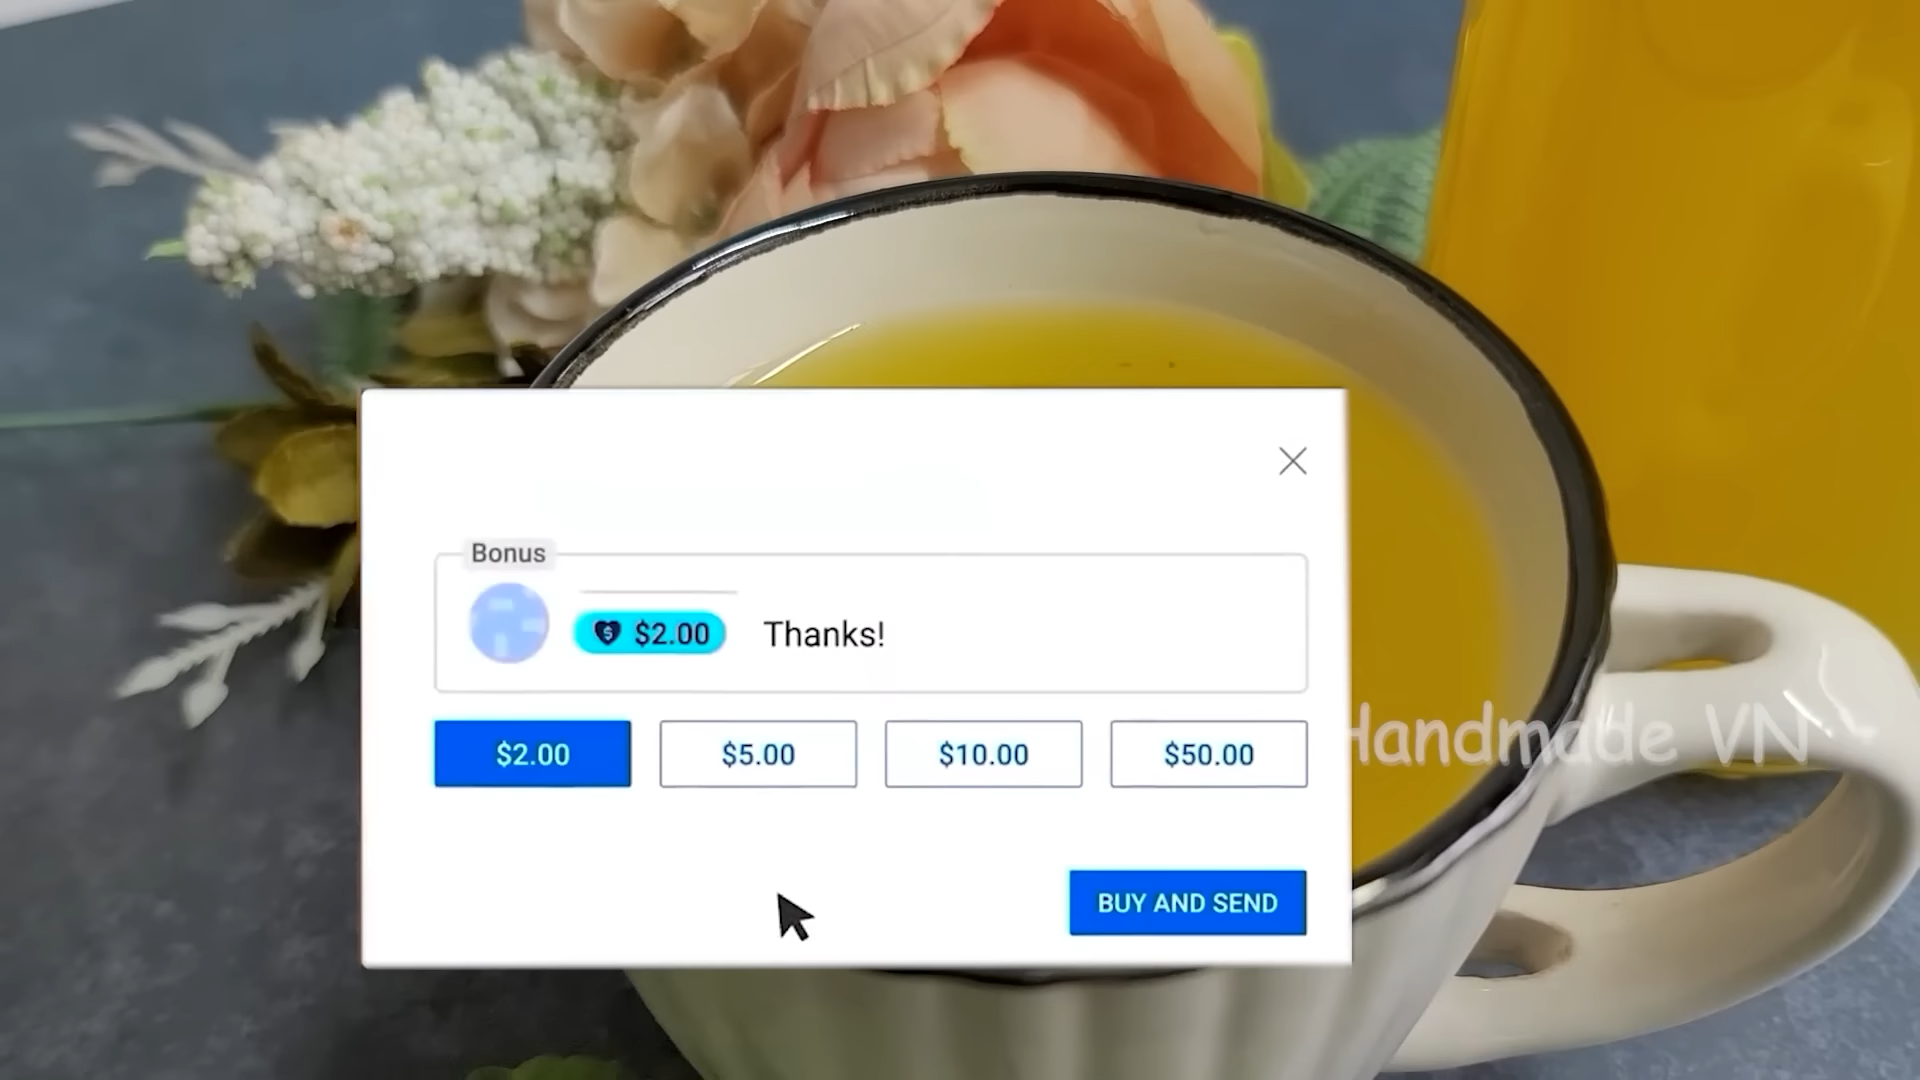 Bonus
$2.00 Thanks!
$2.00 $5.00 $10.00 $50.00
Handmade VN
BUY AND SEND